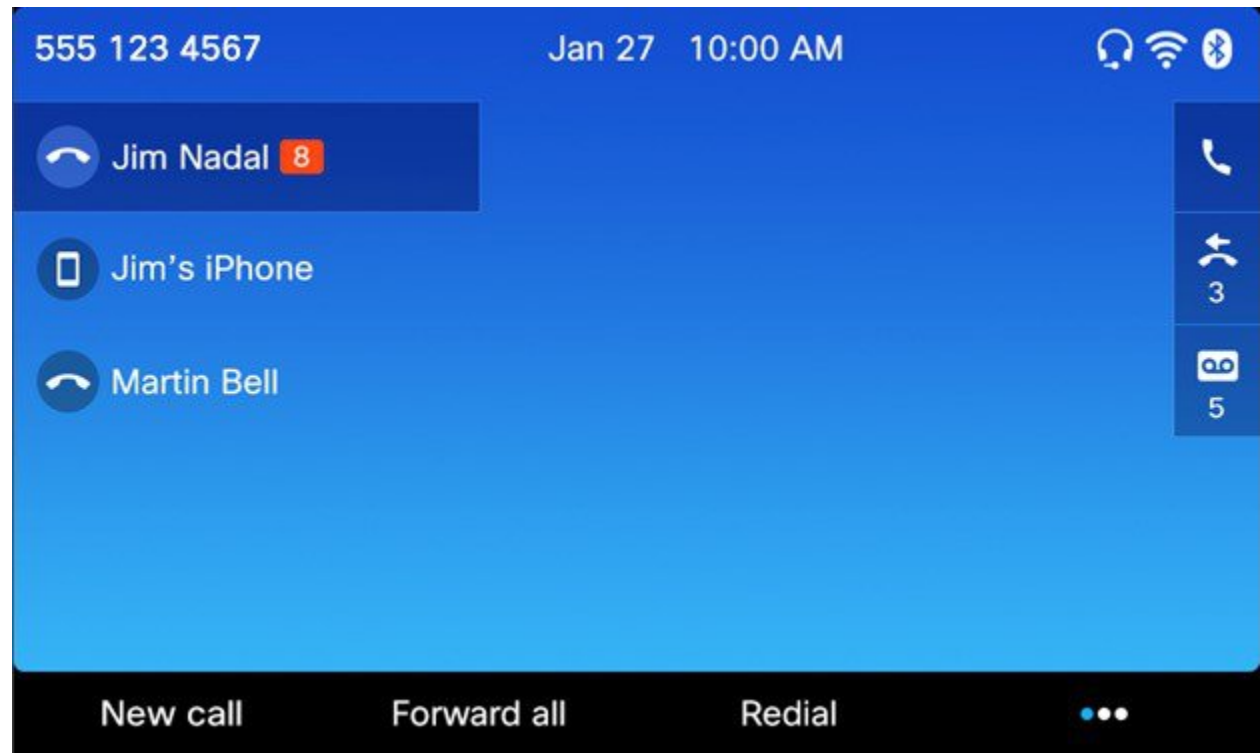 555 123 4567 Jan 27 10:00 AM
Jim Nadal 8
Jim's iPhone
3
Martin Bell
5
New call Forward all Redial